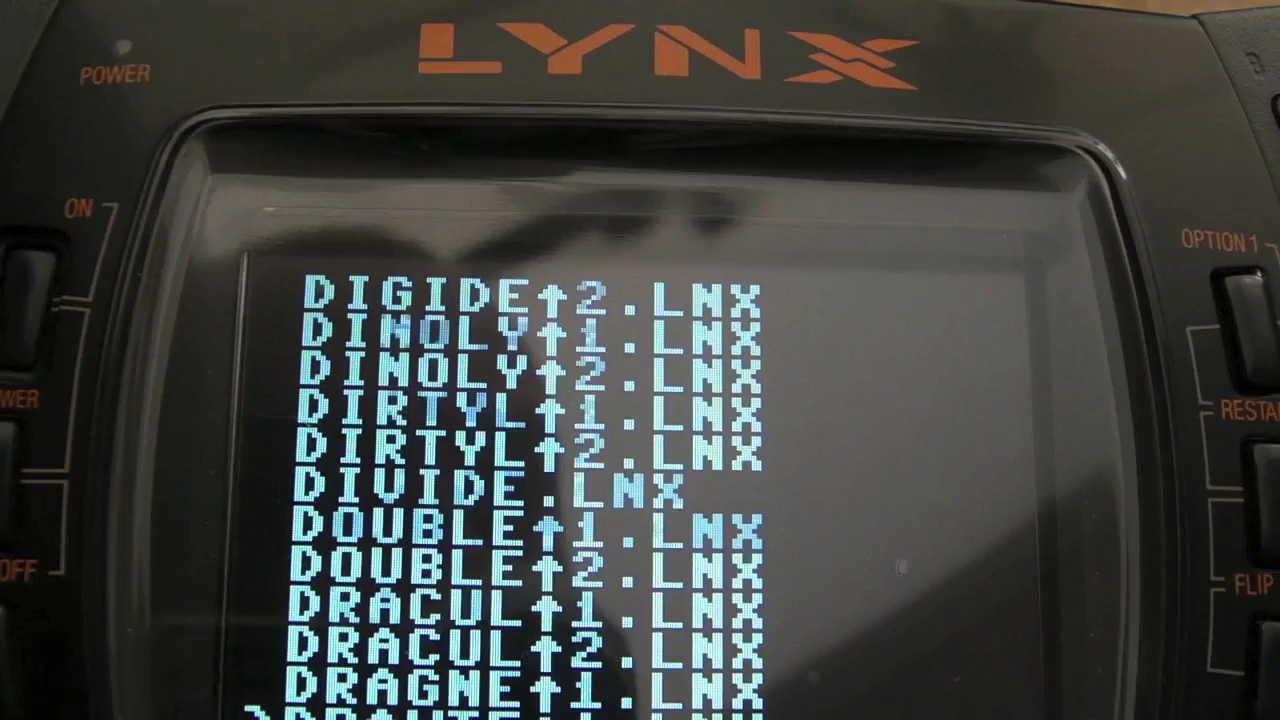 LYNX
POWER
ON
OPTION 1
DIGIDE↑2.LNX
DINOLY↑1.LNX
DINOLY↑2.LNX
DIRTYL↑1.LNX
DIRTYL↑2.LNX
DIVIDE.LNX
DOUBLE↑1.LNX
DOUBLE↑2.LNX
DRACUL↑1.LNX
DRACUL↑2.LNX
DRAGNE↑1.LNX
WER
RESTA
OFF
FLIP